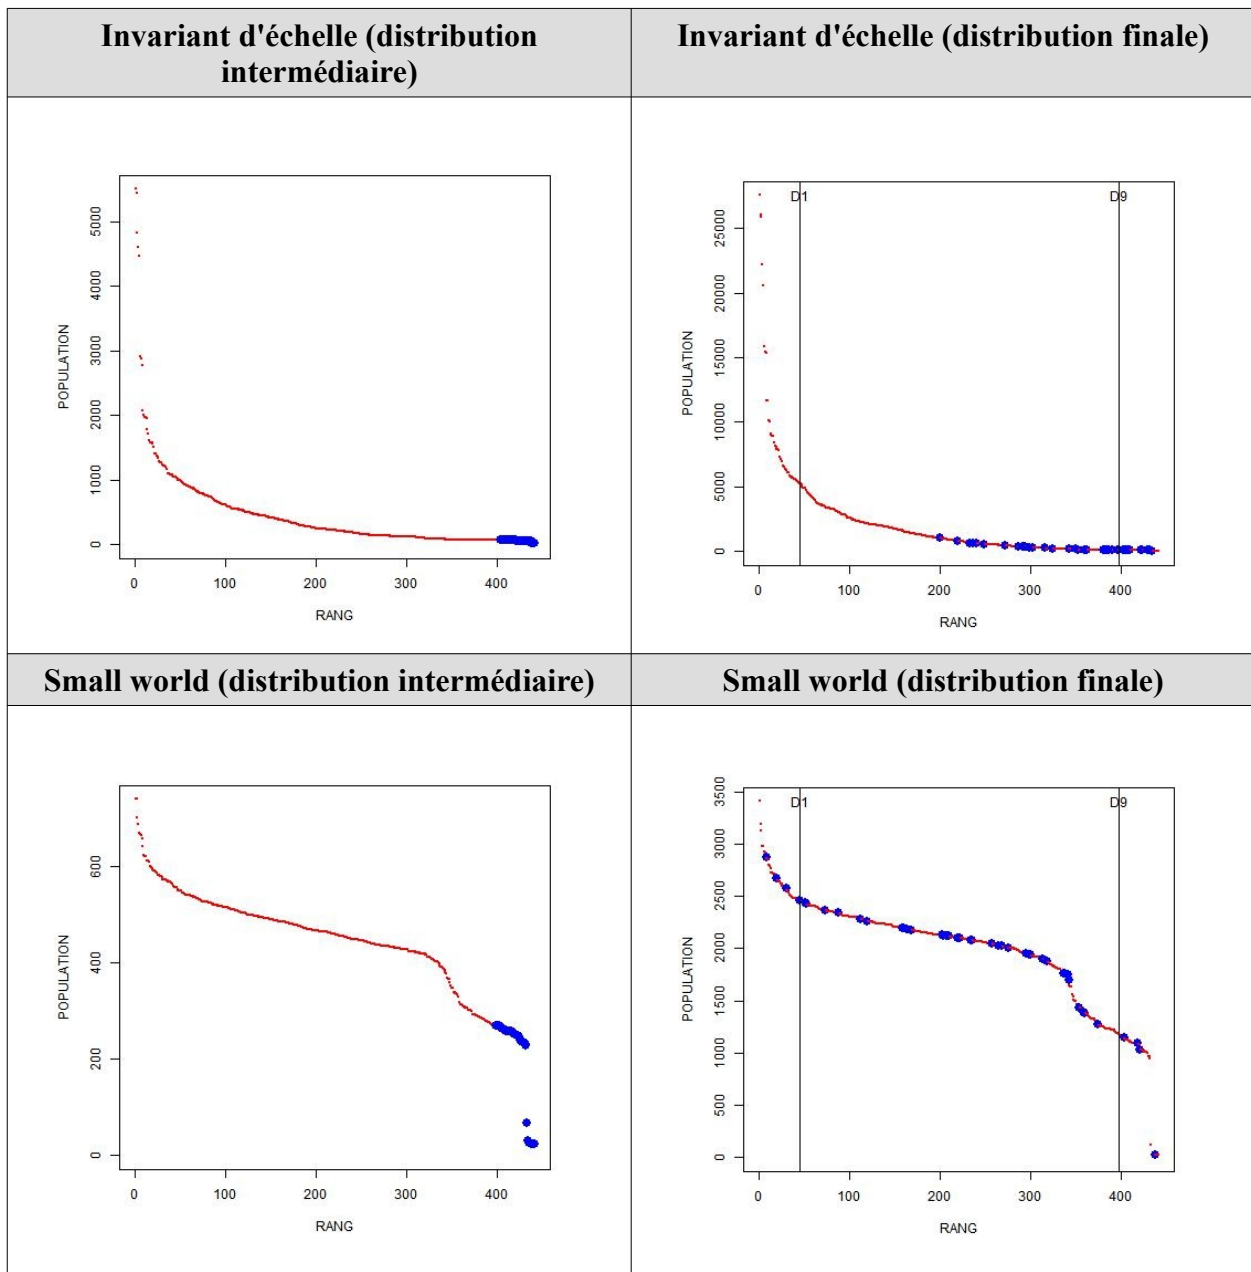 Invariant d'échelle (distribution
intermédiaire)
Invariant d'échelle (distribution finale)
POPULATION
5000
4000
3000
2000
1000
0
0 100 200 300 400
RANG
D1 D9
POPULATION
25000
20000
15000
10000
5000
0
0 100 200 300 400
RANG
Small world (distribution intermédiaire)
Small world (distribution finale)
POPULATION
600
400
200
0
0 100 200 300 400
RANG
D1 D9
POPULATION
3500
3000
2500
2000
1500
1000
500
0
0 100 200 300 400
RANG